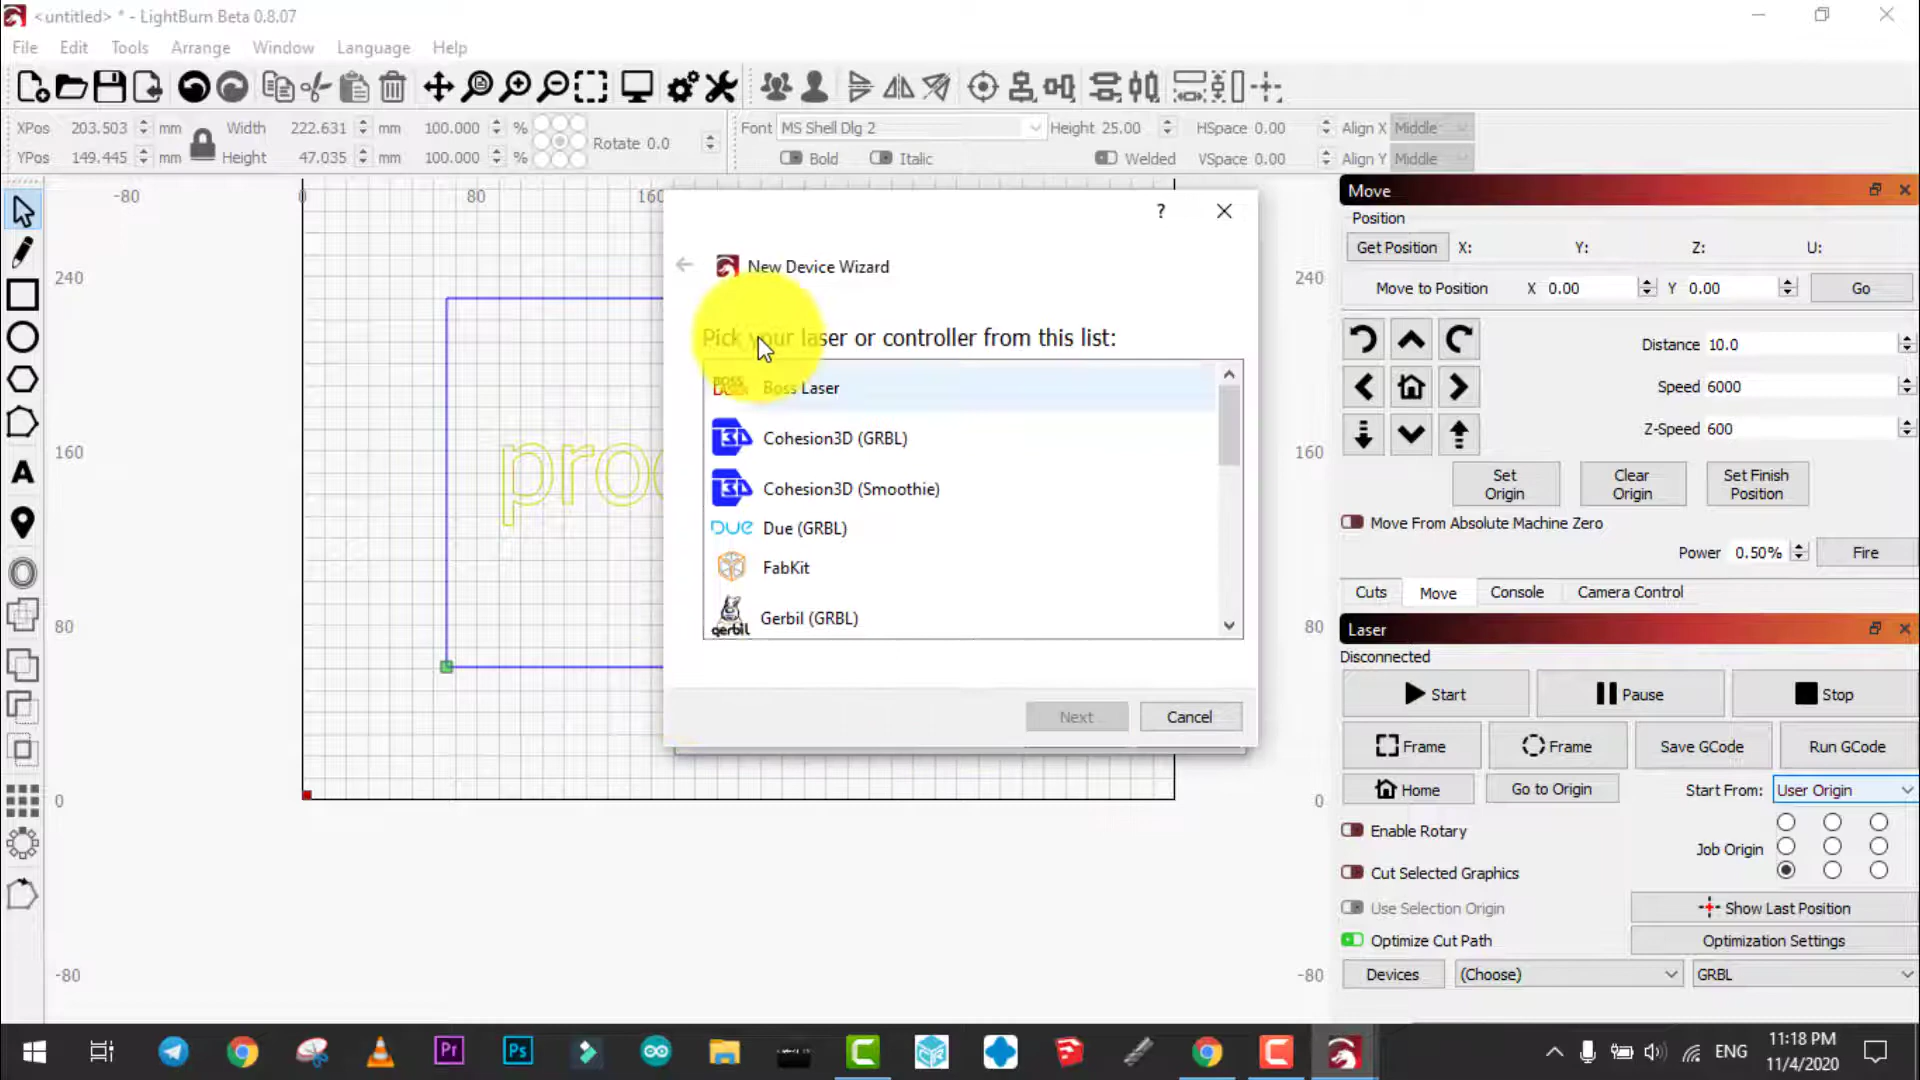 <untitled> * - LightBurn Beta 0.8.07
File Edit Tools Arrange Window Language Help
XPos 203.503 mm Width 222.631 mm 100.000 % Rotate 0.0 Font MS Shell Dlg 2 Height 25.00 HSpace 0.00 Align X Middle
YPos 149.445 mm Height 47.035 mm 100.000 % Bold Italic Welded VSpace 0.00 Align Y Middle
-80 0 80 160
240
160
80
0
-80
240
160
80
0
-80
?
New Device Wizard
Pick your laser or controller from this list:
BOSS LASER Boss Laser
Cohesion3D (GRBL)
Cohesion3D (Smoothie)
DUE Due (GRBL)
FabKit
gerbil Gerbil (GRBL)
Next Cancel
Move
Position
Get Position X: Y: Z: U:
Move to Position X 0.00 Y 0.00 Go
Distance 10.0
Speed 6000
Z-Speed 600
Set Origin Clear Origin Set Finish Position
Move From Absolute Machine Zero
Power 0.50% Fire
Cuts Move Console Camera Control
Laser
Disconnected
Start Pause Stop
Frame Frame Save GCode Run GCode
Home Go to Origin Start From: User Origin
Enable Rotary
Job Origin
Cut Selected Graphics
Use Selection Origin Show Last Position
Optimize Cut Path Optimization Settings
Devices (Choose) GRBL
Pr Ps ENG 11:18 PM
11/4/2020